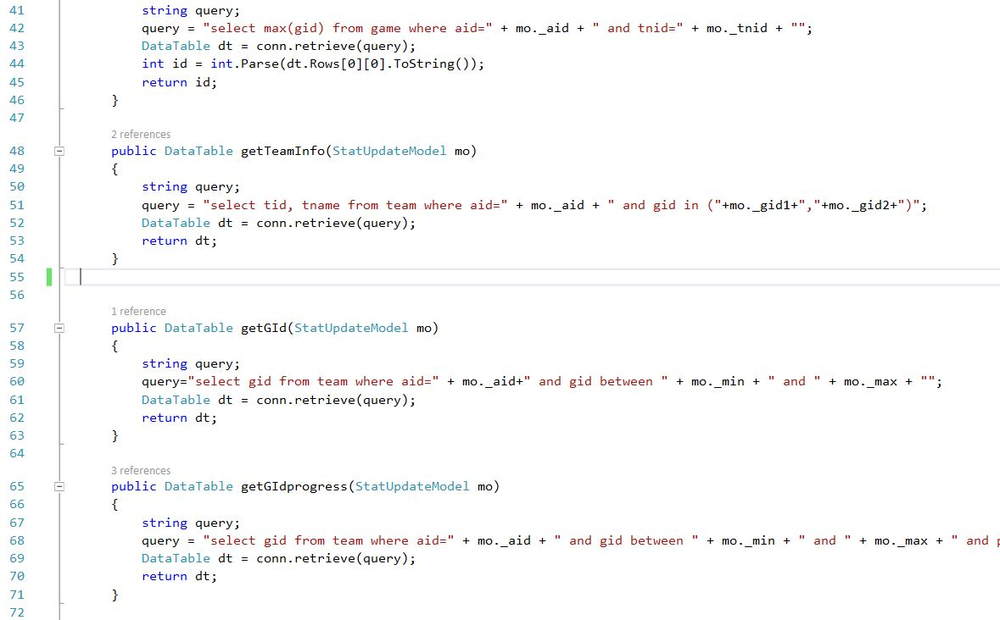 41 string query;
42 query = "select max(gid) from game where aid=" + mo._aid + " and tnid=" + mo._tnid + "";
43 DataTable dt = conn.retrieve(query);
44 int id = int.Parse(dt.Rows[0][0].ToString());
45 return id;
46 }
47
2 references
48 public DataTable getTeamInfo(StatUpdateModel mo)
49 {
50 string query;
51 query = "select tid, tname from team where aid=" + mo._aid + " and gid in ("+mo._gid1+","+mo._gid2+")";
52 DataTable dt = conn.retrieve(query);
53 return dt;
54 }
55
56
1 reference
57 public DataTable getGId(StatUpdateModel mo)
58 {
59 string query;
60 query="select gid from team where aid=" + mo._aid+" and gid between " + mo._min + " and " + mo._max + "";
61 DataTable dt = conn.retrieve(query);
62 return dt;
63 }
64
3 references
65 public DataTable getGIdprogress(StatUpdateModel mo)
66 {
67 string query;
68 query = "select gid from team where aid=" + mo._aid + " and gid between " + mo._min + " and " + mo._max + " and
69 DataTable dt = conn.retrieve(query);
70 return dt;
71 }
72